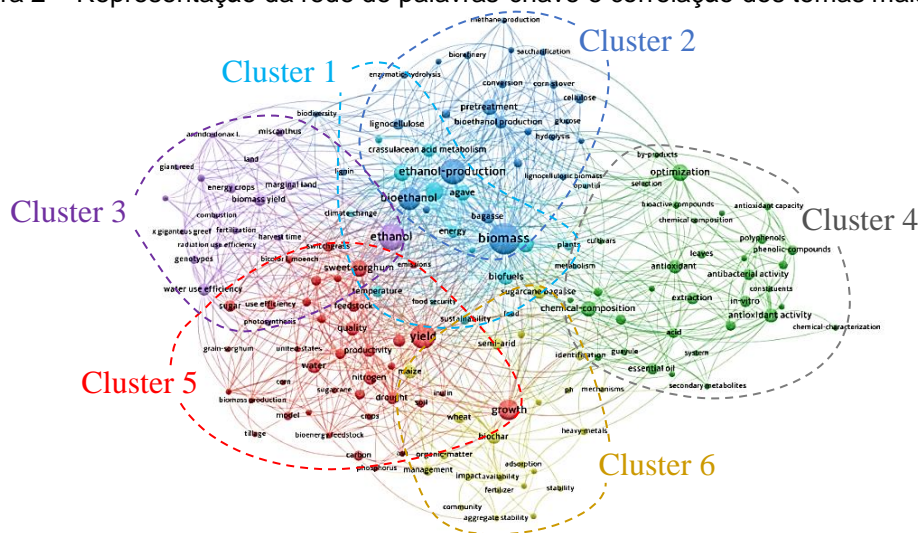 ra 2 – Representação da rede de palavras-chave e correlação dos temas mais
methane production
Cluster 2
biorefinery
saccharification
Cluster 1
enzymatic-hydrolysis
conversion
corn stover
cellulose
pretreatment
biodiversity
lignocellulose
bioethanol production
glucose
arundo donax l.
miscanthus
hydrolysis
crassulacean acid metabolism
by-products
land
giant reed
lignin
ethanol-production
lignocellulosic biomass
optimization
energy crops
marginal land
opuntia
selection
biomass yield
bioethanol
agave
bioactive compounds
antioxidant capacity
Cluster 3
combustion
climate change
bagasse
chemical composition
Cluster 4
x giganteus greef
fertilization
energy
ethanol
biomass
cultivars
polyphenols
radiation use efficiency
harvest time
switchgrass
plants
phenolic-compounds
genotypes
bicolor l. moench
leaves
sweet sorghum
emissions
metabolism
antioxidant
antibacterial activity
biofuels
water use efficiency
temperature
sugarcane bagasse
constituents
extraction
in-vitro
sugar
use efficiency
feedstock
food security
chemical-composition
antioxidant activity
photosynthesis
quality
sustainability
food
chemical-characterization
yield
acid
grain-sorghum
united-states
productivity
semi-arid
identification
guayule
system
water
maize
essential oil
Cluster 5
corn
nitrogen
secondary metabolites
biomass production
sugarcane
drought
inulin
ph
mechanisms
soil
model
crops
wheat
growth
tillage
bioenergy feedstock
biochar
heavy-metals
carbon
organic-matter
adsorption
Cluster 6
phosphorus
management
impact
availability
fertilizer
stability
community
aggregate stability